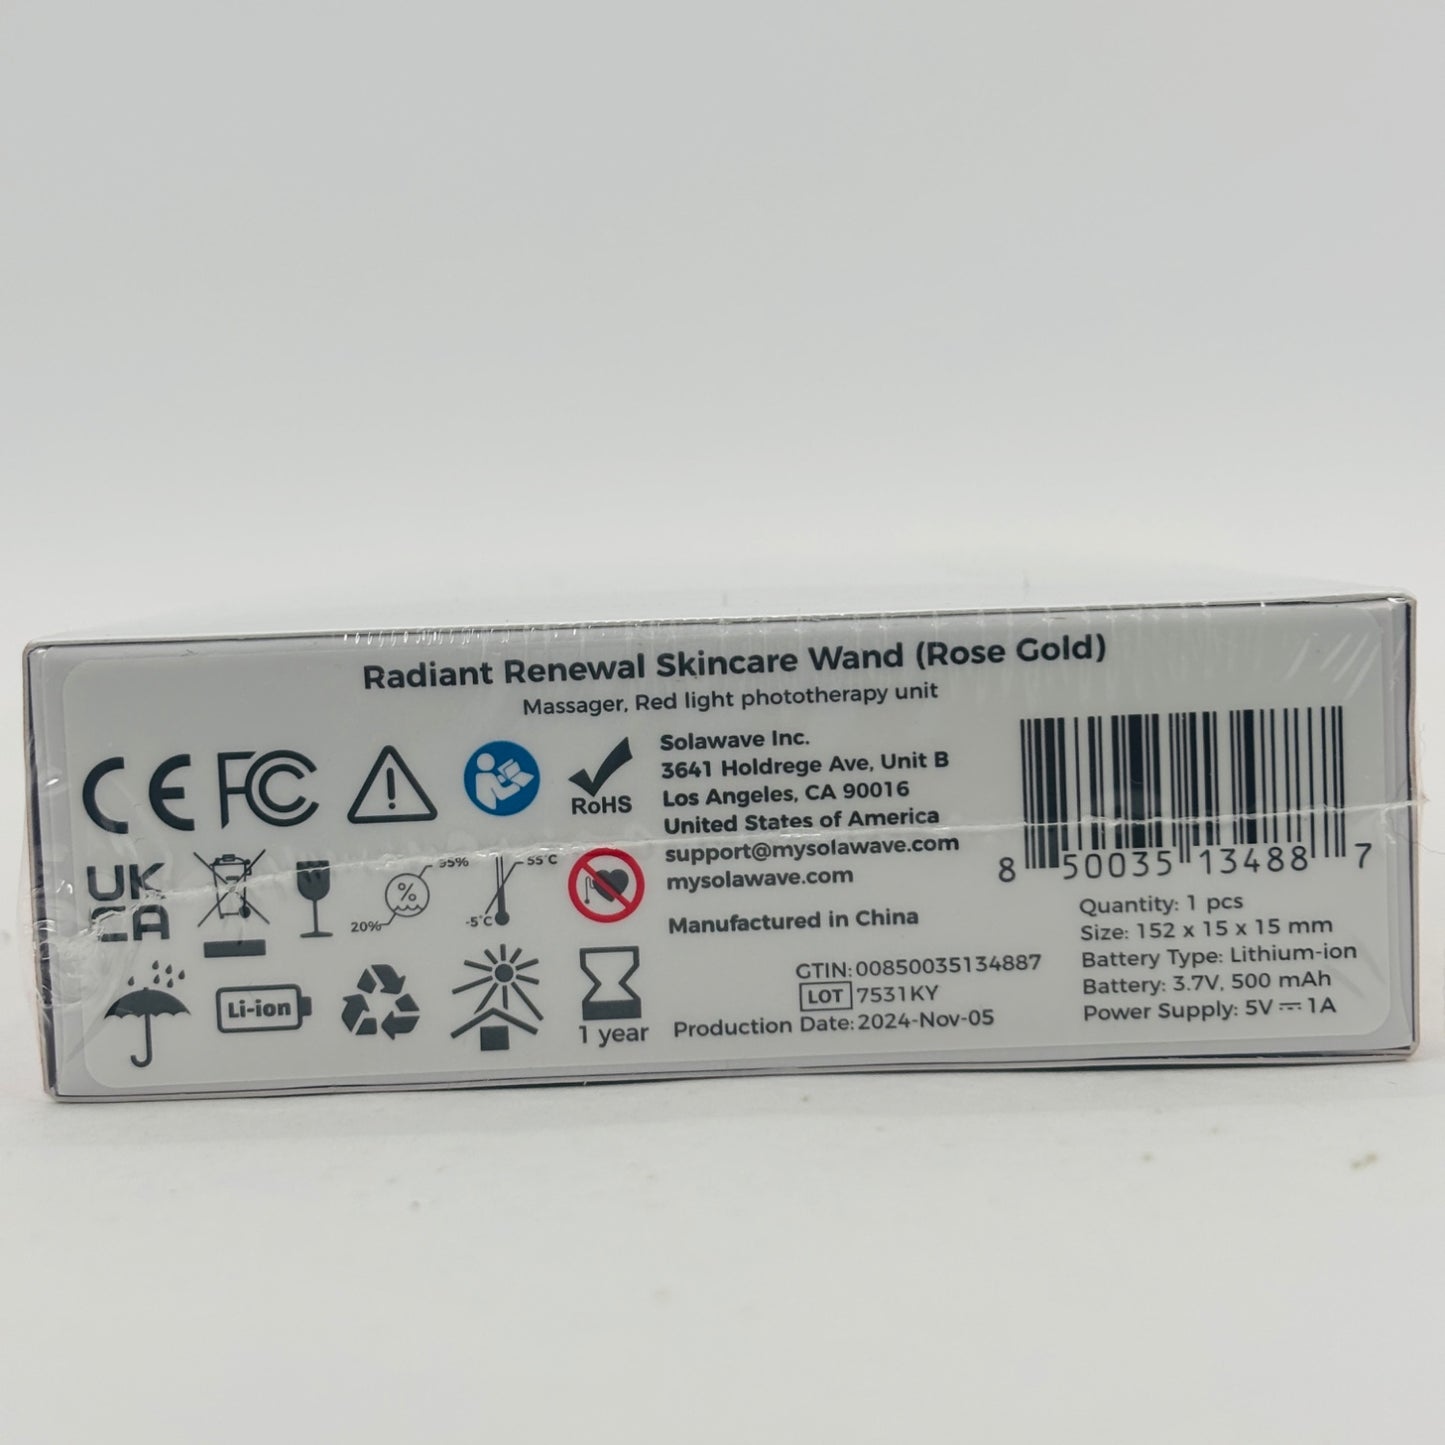 Radiant Renewal Skincare Wand (Rose Gold)
Massager, Red light phototherapy unit
CE FC
RoHS
UK
CA
95%
20%
%
55°C
-5°C
Li-ion
1 year
Solawave Inc.
3641 Holdrege Ave, Unit B
Los Angeles, CA 90016
United States of America
support@mysolawave.com
mysolawave.com
Manufactured in China
GTIN: 00850035134887
LOT 7531KY
Production Date: 2024-Nov-05
8 50035 13488 7
Quantity: 1 pcs
Size: 152 x 15 x 15 mm
Battery Type: Lithium-ion
Battery: 3.7V, 500 mAh
Power Supply: 5V ⎓ 1A